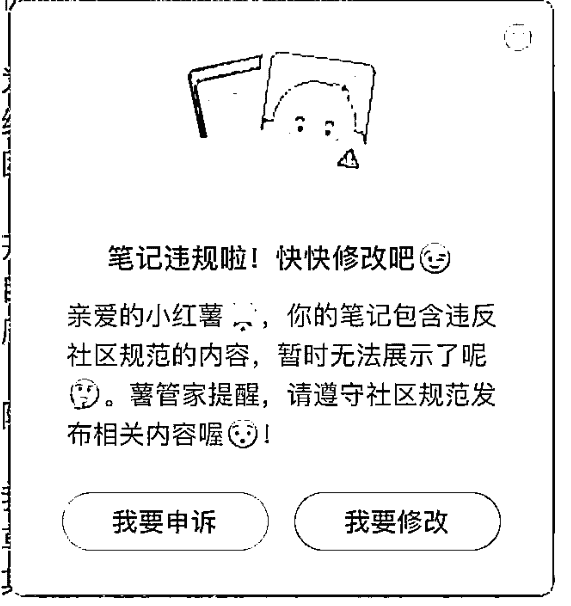 笔记违规啦！快快修改吧😉
亲爱的小红薯，你的笔记包含违反
社区规范的内容，暂时无法展示了呢
🤔。薯管家提醒，请遵守社区规范发
布相关内容喔😯！
我要申诉
我要修改